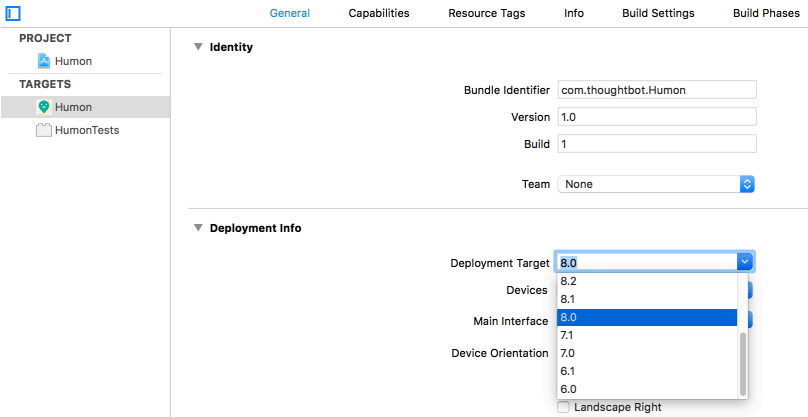 General Capabilities Resource Tags Info Build Settings Build Phases
PROJECT
Humon
TARGETS
Humon
HumonTests
Identity
Bundle Identifier com.thoughtbot.Humon
Version 1.0
Build 1
Team None
Deployment Info
Deployment Target 8.0
8.2
Devices
8.1
8.0
Main Interface
7.1
7.0
Device Orientation
6.1
6.0
Landscape Right